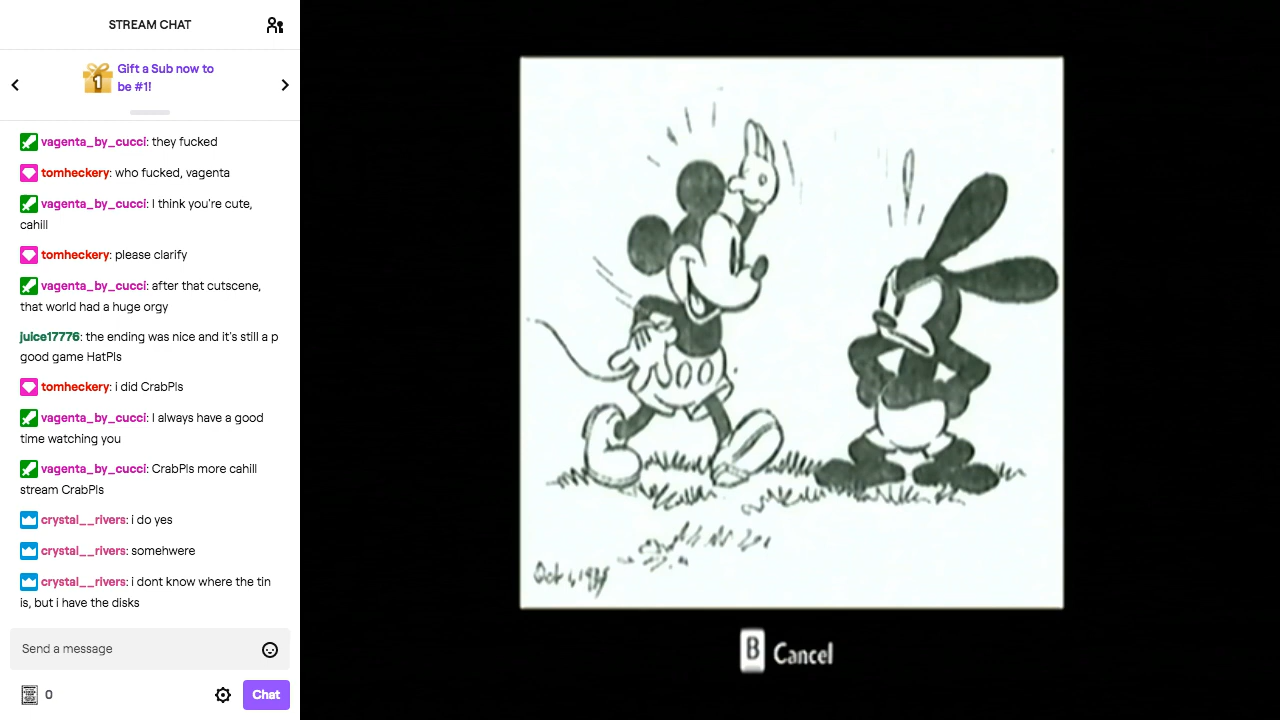 STREAM CHAT
Gift a Sub now to
be #1!
1
vagenta_by_cucci: they fucked
tomheckery: who fucked, vagenta
vagenta_by_cucci: I think you're cute,
cahill
tomheckery: please clarify
vagenta_by_cucci: after that cutscene,
that world had a huge orgy
juice17776: the ending was nice and it's still a p
good game HatPls
tomheckery: i did CrabPls
vagenta_by_cucci: I always have a good
time watching you
vagenta_by_cucci: CrabPls more cahill
stream CrabPls
crystal__rivers: i do yes
crystal__rivers: somehwere
crystal__rivers: i dont know where the tin
is, but i have the disks
Send a message
0
Chat
B Cancel